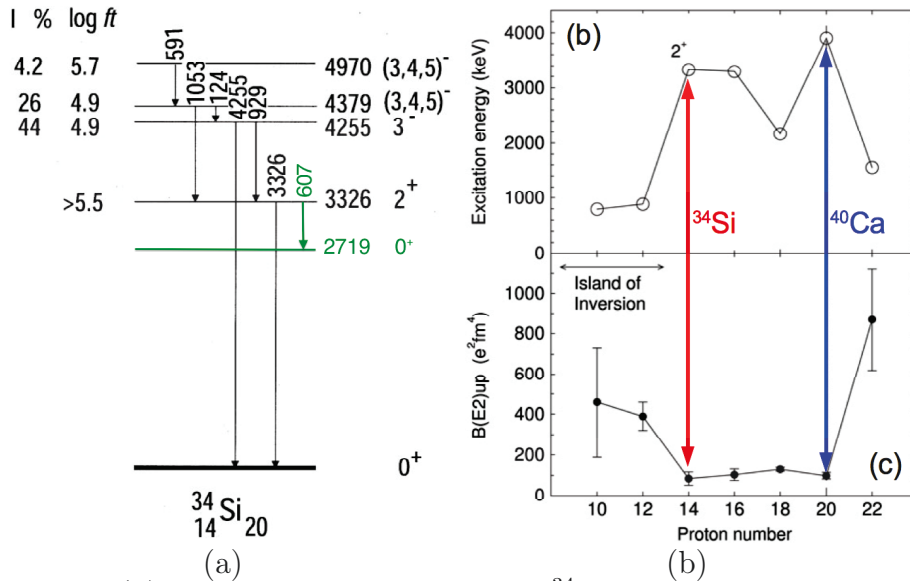 I % log ft
591
1053
124
4255
929
4.2 5.7 4970 (3,4,5)⁻
26 4.9 4379 (3,4,5)⁻
44 4.9 4255 3⁻
3326
607
>5.5 3326 2⁺
2719 0⁺
0⁺
³⁴₁₄Si₂₀
(a)
(b)
Excitation energy (keV)
4000
3000
2000
1000
0
2⁺
³⁴Si
⁴⁰Ca
Island of
Inversion
B(E2)up (e²fm⁴)
1000
800
600
400
200
0
(c)
10 12 14 16 18 20 22
Proton number
(b)